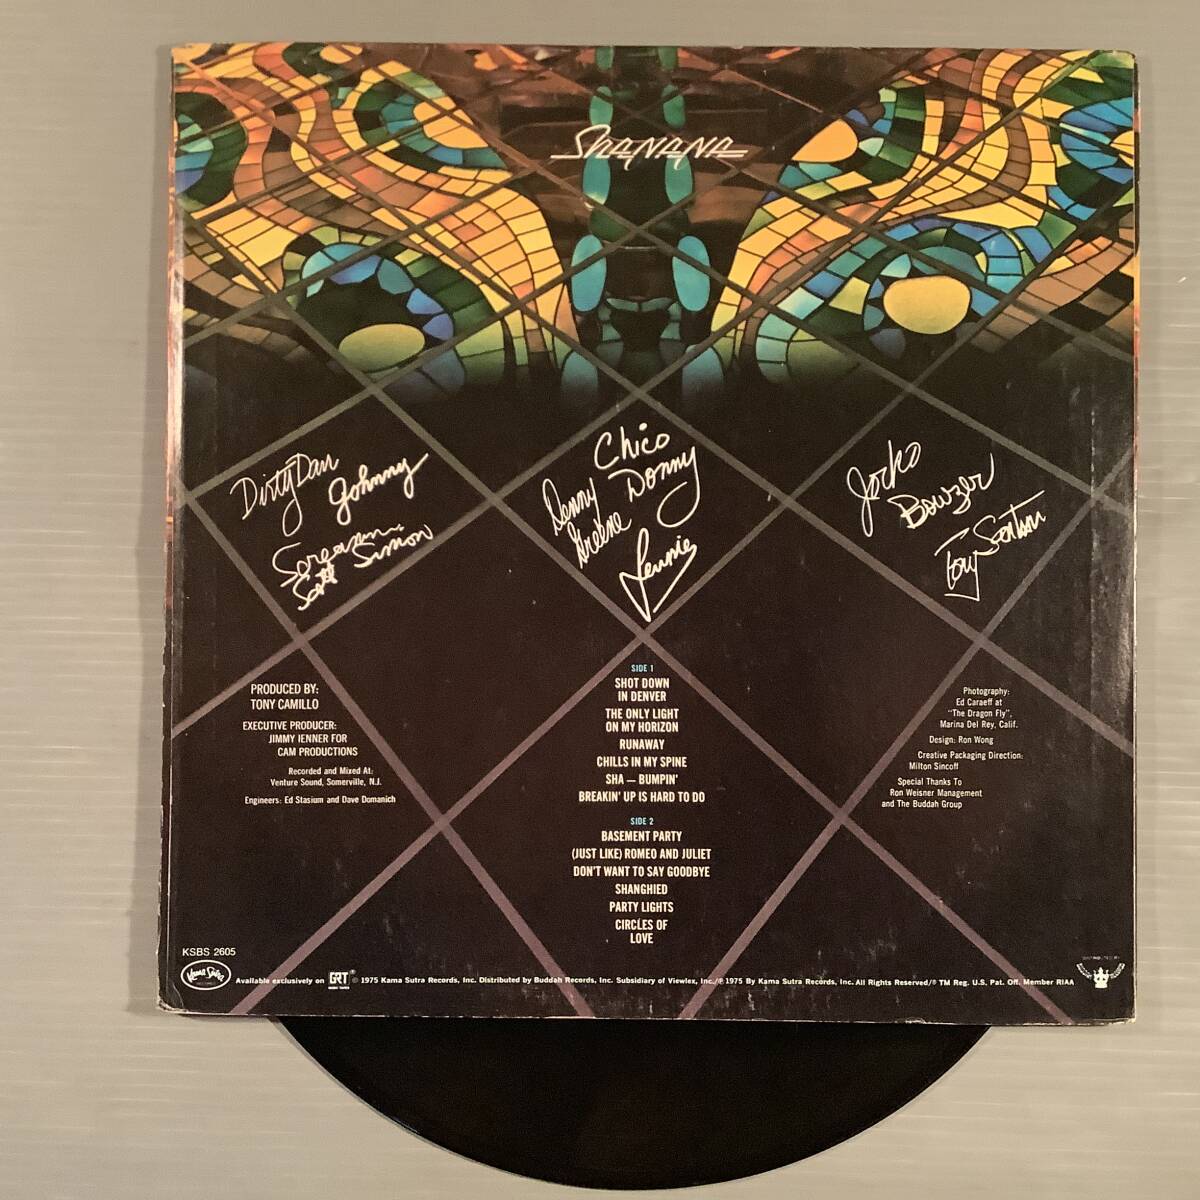 SHANANA
Dirty Dan
Johnny
Screamin
Scott Simon
Chico
Donny
Denny
Greene
Lennie
Jocko
Bowzer
Tony Santini
PRODUCED BY:
TONY CAMILLO
EXECUTIVE PRODUCER:
JIMMY IENNER FOR
CAM PRODUCTIONS
Recorded and Mixed At:
Venture Sound, Somerville, N.J.
Engineers: Ed Stasium and Dave Domanich
SIDE 1
SHOT DOWN
IN DENVER
THE ONLY LIGHT
ON MY HORIZON
RUNAWAY
CHILLS IN MY SPINE
SHA — BUMPIN'
BREAKIN' UP IS HARD TO DO
SIDE 2
BASEMENT PARTY
(JUST LIKE) ROMEO AND JULIET
DON'T WANT TO SAY GOODBYE
SHANGHIED
PARTY LIGHTS
CIRCLES OF
LOVE
Photography:
Ed Caraeff at
"The Dragon Fly",
Marina Del Rey, Calif.
Design: Ron Wong
Creative Packaging Direction:
Milton Sincoff
Special Thanks To
Ron Weisner Management
and The Buddah Group
KSBS 2605
Kama Sutra
Available exclusively on GRT ® © 1975 Kama Sutra Records, Inc. Distributed by Buddah Records, Inc. Subsidiary of Viewlex, Inc./℗ 1975 By Kama Sutra Records, Inc. All Rights Reserved/® TM Reg. U.S. Pat. Off. Member RIAA